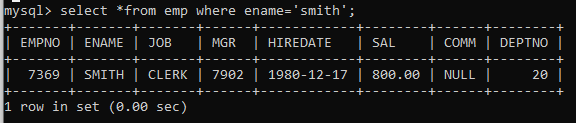 mysql> select *from emp where ename='smith';
+-------+-------+-------+------+------------+--------+------+--------+
| EMPNO | ENAME | JOB   | MGR  | HIREDATE   | SAL    | COMM | DEPTNO |
+-------+-------+-------+------+------------+--------+------+--------+
|  7369 | SMITH | CLERK | 7902 | 1980-12-17 | 800.00 | NULL |     20 |
+-------+-------+-------+------+------------+--------+------+--------+
1 row in set (0.00 sec)